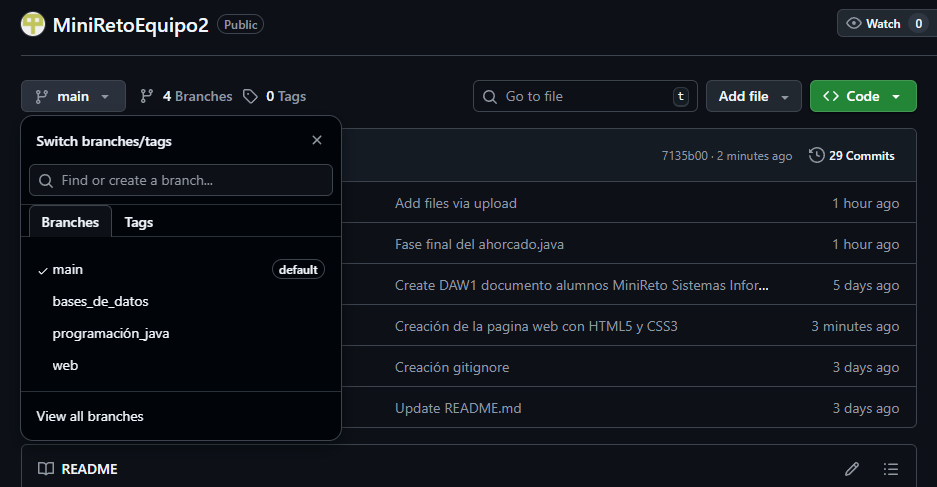 MiniRetoEquipo2 Public
Watch 0
main 4 Branches 0 Tags
Go to file t
Add file
Code
Switch branches/tags
Find or create a branch...
Branches Tags
main default
bases_de_datos
programación_java
web
View all branches
7135b00 · 2 minutes ago 29 Commits
Add files via upload 1 hour ago
Fase final del ahorcado.java 1 hour ago
Create DAW1 documento alumnos MiniReto Sistemas Infor... 5 days ago
Creación de la pagina web con HTML5 y CSS3 3 minutes ago
Creación gitignore 3 days ago
Update README.md 3 days ago
README